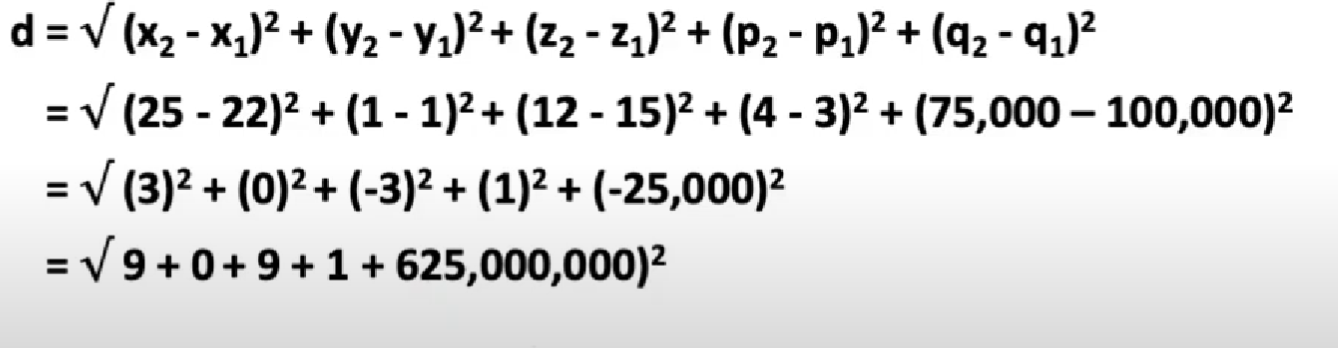 d = √ (x₂ - x₁)² + (y₂ - y₁)² + (z₂ - z₁)² + (p₂ - p₁)² + (q₂ - q₁)²
= √ (25 - 22)² + (1 - 1)² + (12 - 15)² + (4 - 3)² + (75,000 – 100,000)²
= √ (3)² + (0)² + (-3)² + (1)² + (-25,000)²
= √ 9 + 0 + 9 + 1 + 625,000,000)²